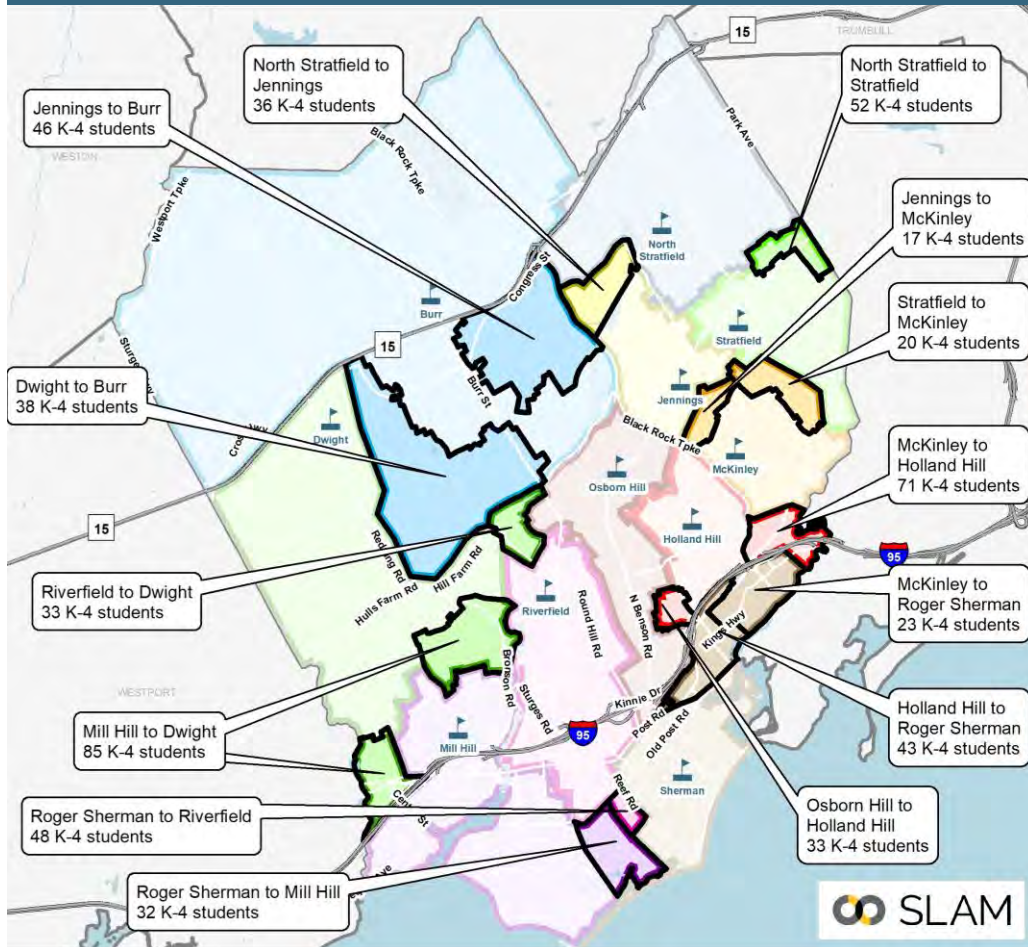 15
TRUMBULL
North Stratfield to
Jennings
36 K-4 students
North Stratfield to
Stratfield
52 K-4 students
Jennings to Burr
46 K-4 students
Park Ave
Black Rock Tpke
WESTON
Westport Tpke
Jennings to
McKinley
17 K-4 students
North
Stratfield
Congress St
Burr
Stratfield to
McKinley
20 K-4 students
Stratfield
15
Dwight to Burr
38 K-4 students
Burr St
Jennings
Dwight
Black Rock Tpke
McKinley
McKinley to
Holland Hill
71 K-4 students
Osborn Hill
15
Holland Hill
95
Redding Rd
Hill Farm Rd
Hulls Farm Rd
Riverfield to Dwight
33 K-4 students
Riverfield
Round Hill Rd
N Benson Rd
Kings Hwy
McKinley to
Roger Sherman
23 K-4 students
WESTPORT
Bronson Rd
Sturges Rd
Kinnie Dr
Post Rd
Old Post Rd
Holland Hill to
Roger Sherman
43 K-4 students
Mill Hill to Dwight
85 K-4 students
Mill Hill
95
Sherman
Reef Rd
Roger Sherman to Riverfield
48 K-4 students
Osborn Hill to
Holland Hill
33 K-4 students
Roger Sherman to Mill Hill
32 K-4 students
SLAM